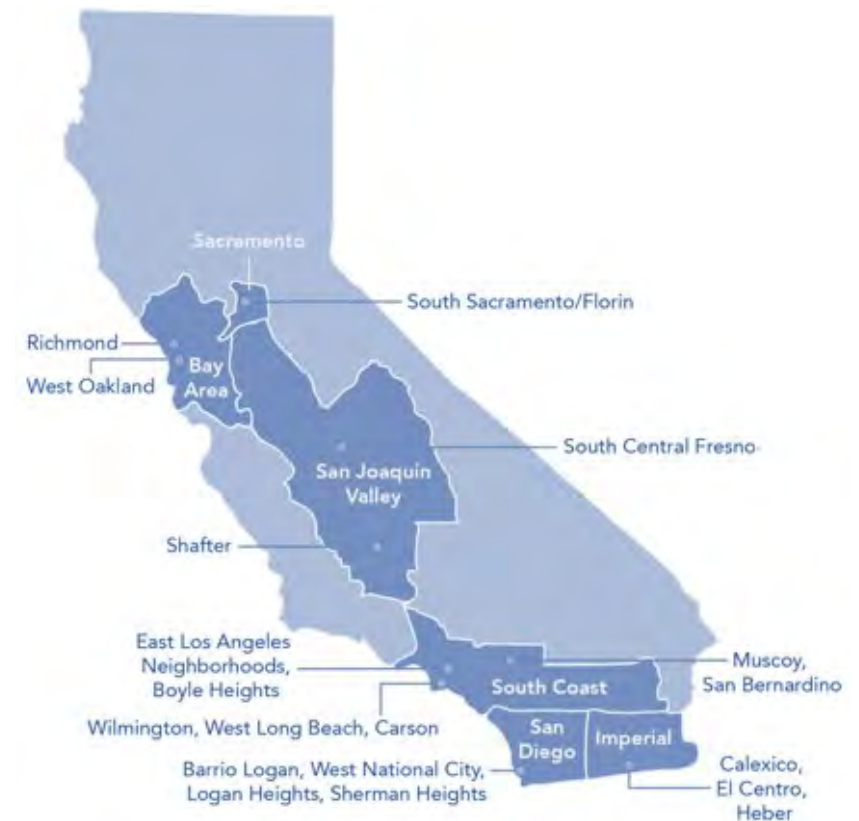 Sacramento
South Sacramento/Florin
Richmond
West Oakland
Bay
Area
South Central Fresno
San Joaquin
Valley
Shafter
East Los Angeles
Neighborhoods,
Boyle Heights
Muscoy,
San Bernardino
South Coast
Wilmington, West Long Beach, Carson
San
Diego
Imperial
Barrio Logan, West National City,
Logan Heights, Sherman Heights
Calexico,
El Centro,
Heber